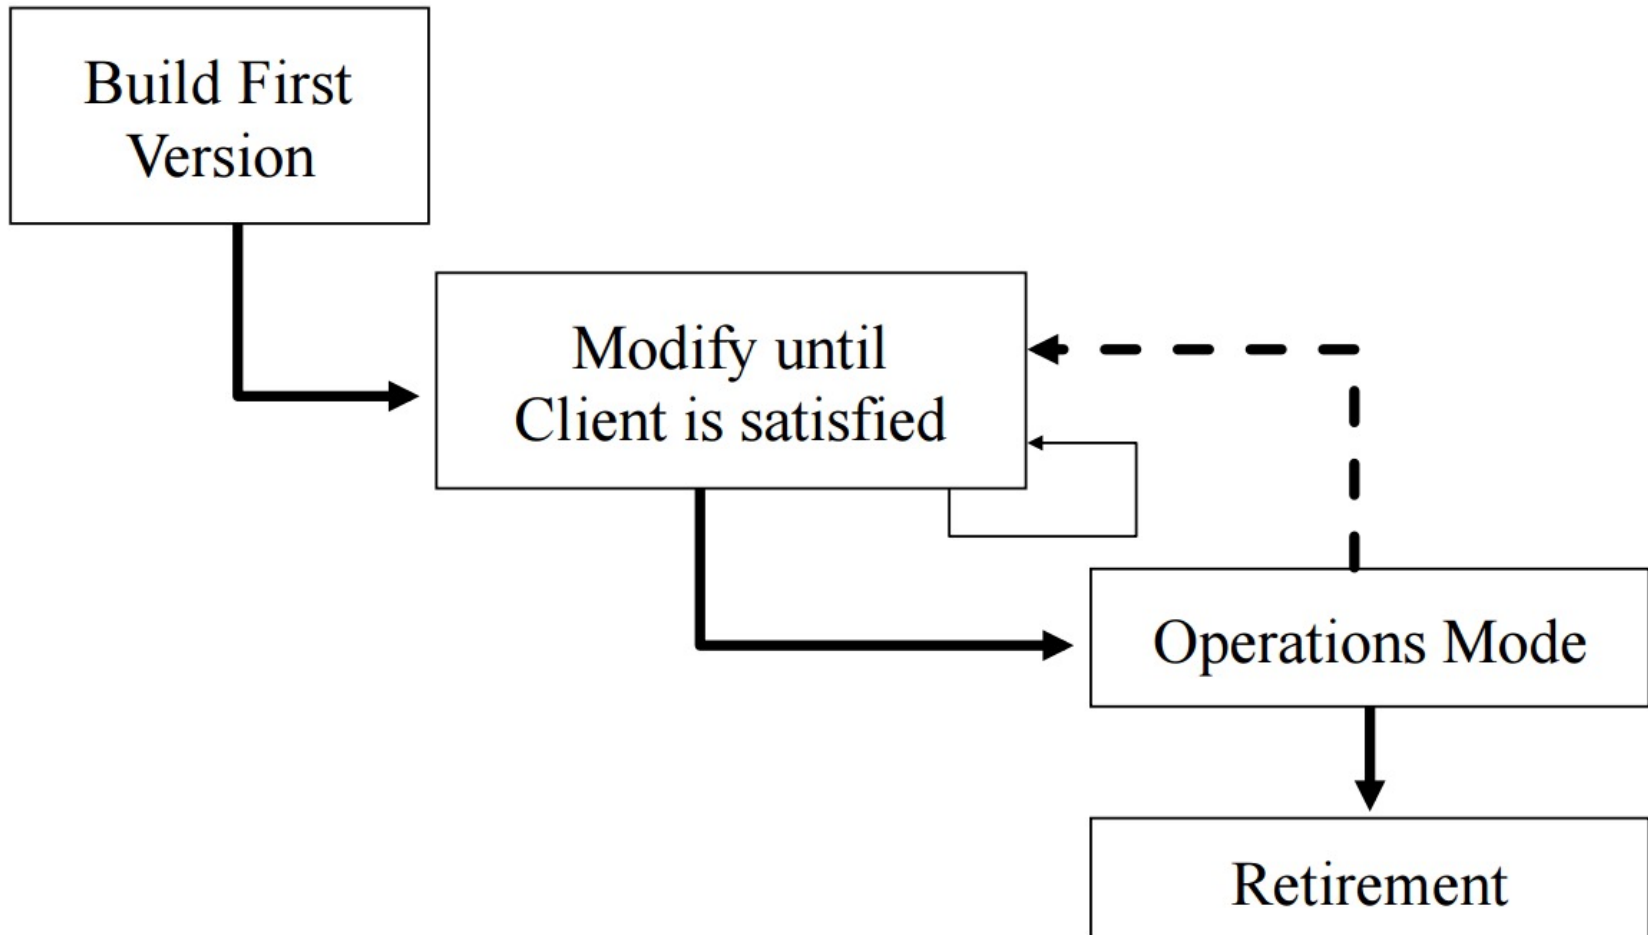 Build First
Version
Modify until
Client is satisfied
Operations Mode
Retirement